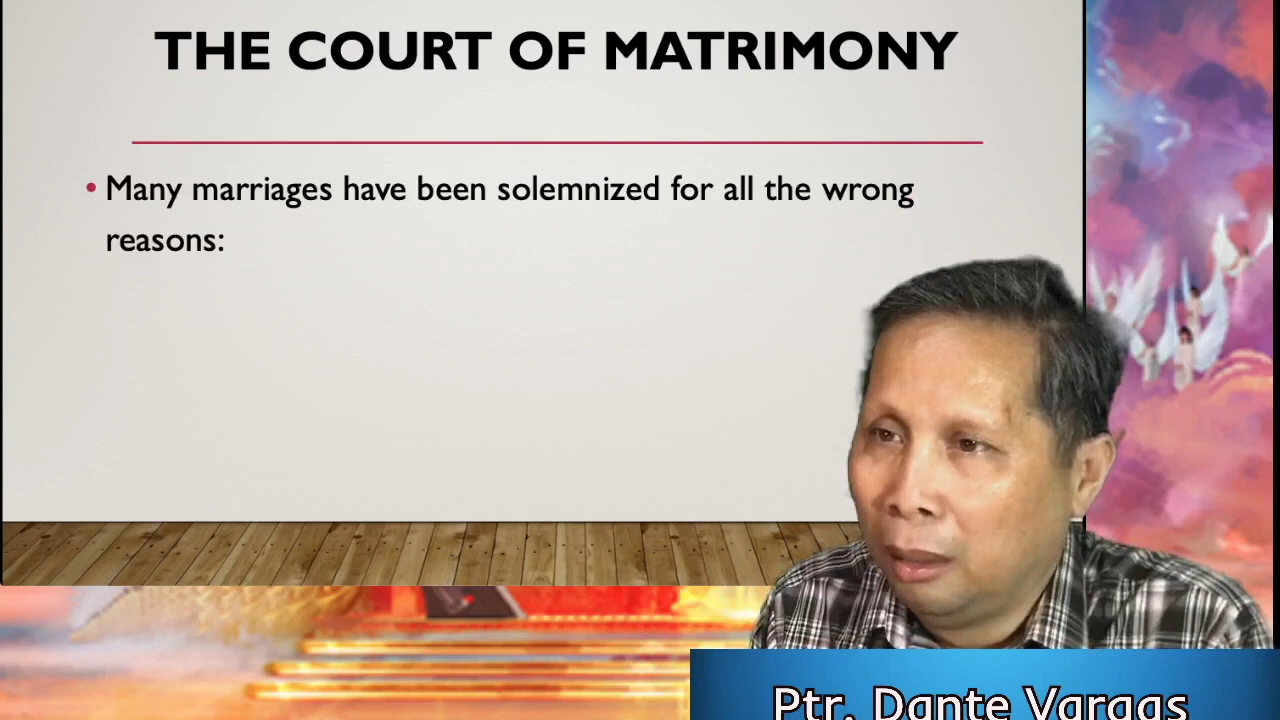 THE COURT OF MATRIMONY
• Many marriages have been solemnized for all the wrong
reasons:
Ptr. Dante Vargas